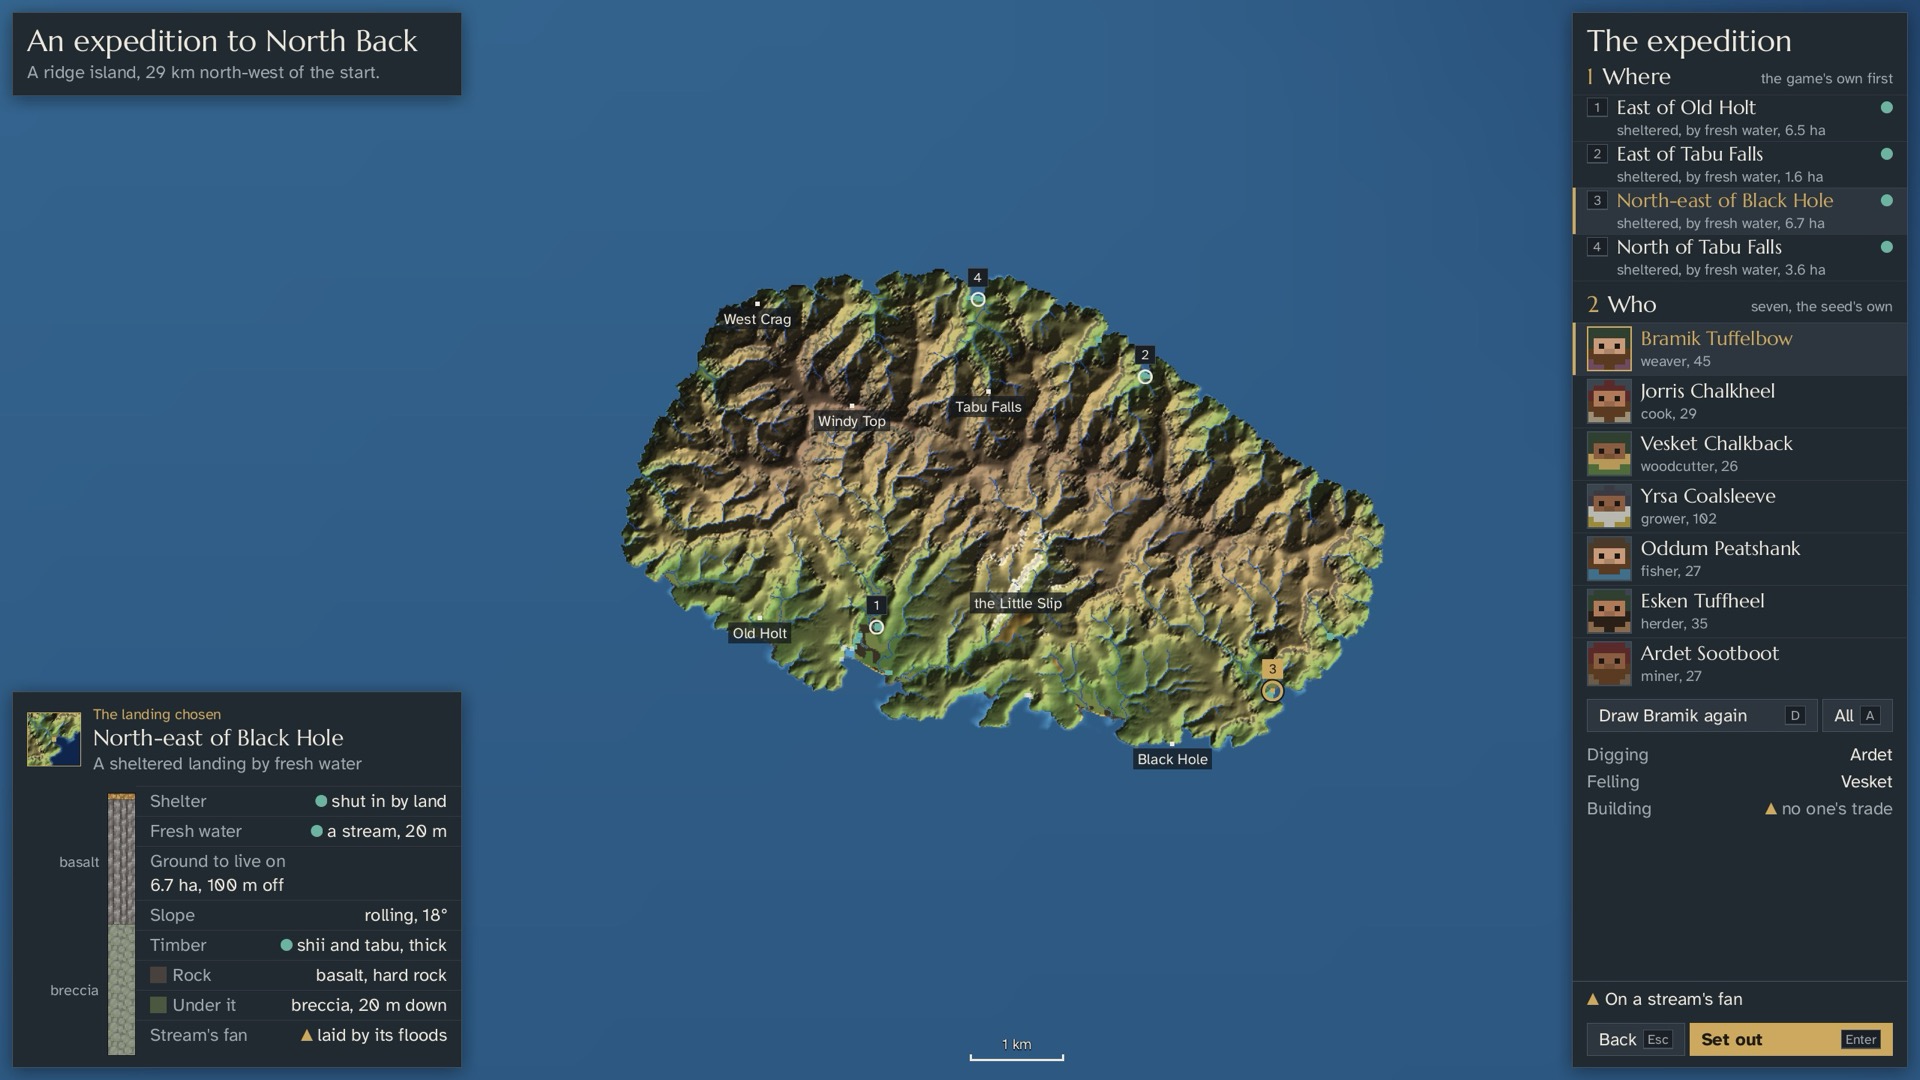 An expedition to North Back
A ridge island, 29 km north-west of the start.
4
West Crag
2
Tabu Falls
Windy Top
1
the Little Slip
Old Holt
3
Black Hole
1 km
The landing chosen
North-east of Black Hole
A sheltered landing by fresh water
basalt
breccia
Shelter shut in by land
Fresh water a stream, 20 m
Ground to live on
6.7 ha, 100 m off
Slope rolling, 18°
Timber shii and tabu, thick
Rock basalt, hard rock
Under it breccia, 20 m down
Stream's fan laid by its floods
The expedition
1 Where the game's own first
1 East of Old Holt
sheltered, by fresh water, 6.5 ha
2 East of Tabu Falls
sheltered, by fresh water, 1.6 ha
3 North-east of Black Hole
sheltered, by fresh water, 6.7 ha
4 North of Tabu Falls
sheltered, by fresh water, 3.6 ha
2 Who seven, the seed's own
Bramik Tuffelbow
weaver, 45
Jorris Chalkheel
cook, 29
Vesket Chalkback
woodcutter, 26
Yrsa Coalsleeve
grower, 102
Oddum Peatshank
fisher, 27
Esken Tuffheel
herder, 35
Ardet Sootboot
miner, 27
Draw Bramik again D All A
Digging Ardet
Felling Vesket
Building no one's trade
On a stream's fan
Back Esc Set out Enter